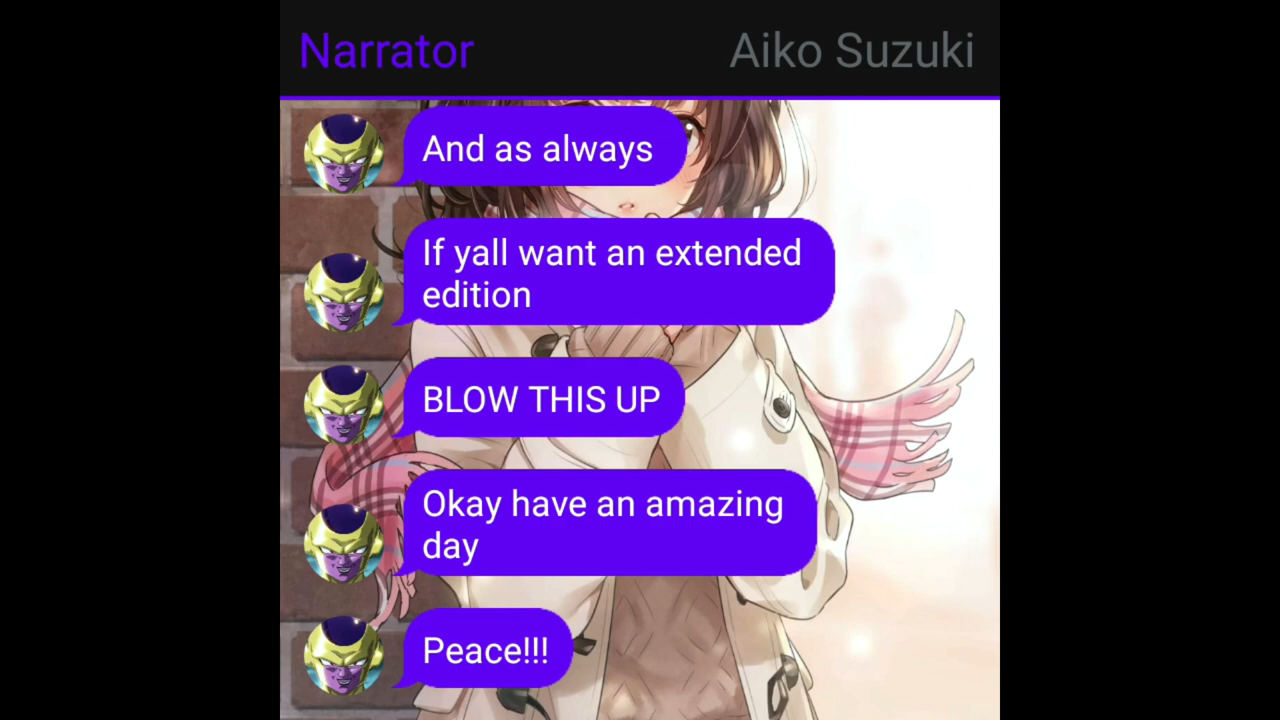 Narrator
Aiko Suzuki
And as always
If yall want an extended
edition
BLOW THIS UP
Okay have an amazing
day
Peace!!!